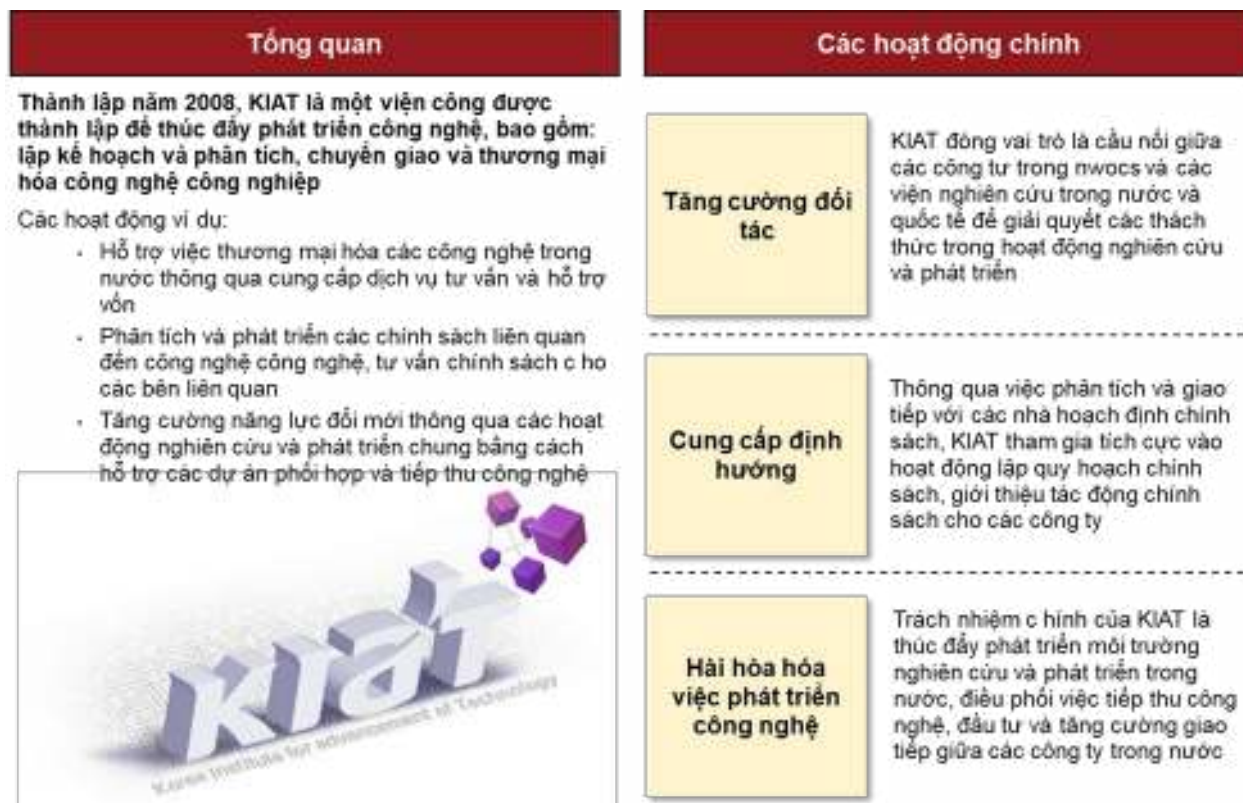 Tổng quan
Thành lập năm 2008, KIAT là một viện công được
thành lập để thúc đẩy phát triển công nghệ, bao gồm:
lập kế hoạch và phân tích, chuyển giao và thương mại
hóa công nghệ công nghiệp
Các hoạt động ví dụ:
• Hỗ trợ việc thương mại hóa các công nghệ trong
nước thông qua cung cấp dịch vụ tư vấn và hỗ trợ
vốn
• Phân tích và phát triển các chính sách liên quan
đến công nghệ công nghệ, tư vấn chính sách c ho
các bên liên quan
• Tăng cường năng lực đổi mới thông qua các hoạt
động nghiên cứu và phát triển chung bằng cách
hỗ trợ các dự án phối hợp và tiếp thu công nghệ
kiat
Korea Institute for advancement of Technology
Các hoạt động chính
Tăng cường đối
tác
KIAT đóng vai trò là cầu nối giữa
các công tư trong nwocs và các
viện nghiên cứu trong nước và
quốc tế để giải quyết các thách
thức trong hoạt động nghiên cứu
và phát triển
Cung cấp định
hướng
Thông qua việc phân tích và giao
tiếp với các nhà hoạch định chính
sách, KIAT tham gia tích cực vào
hoạt động lập quy hoạch chính
sách, giới thiệu tác động chính
sách cho các công ty
Hài hòa hóa
việc phát triển
công nghệ
Trách nhiệm c hính của KIAT là
thúc đẩy phát triển môi trường
nghiên cứu và phát triển trong
nước, điều phối việc tiếp thu công
nghệ, đầu tư và tăng cường giao
tiếp giữa các công ty trong nước